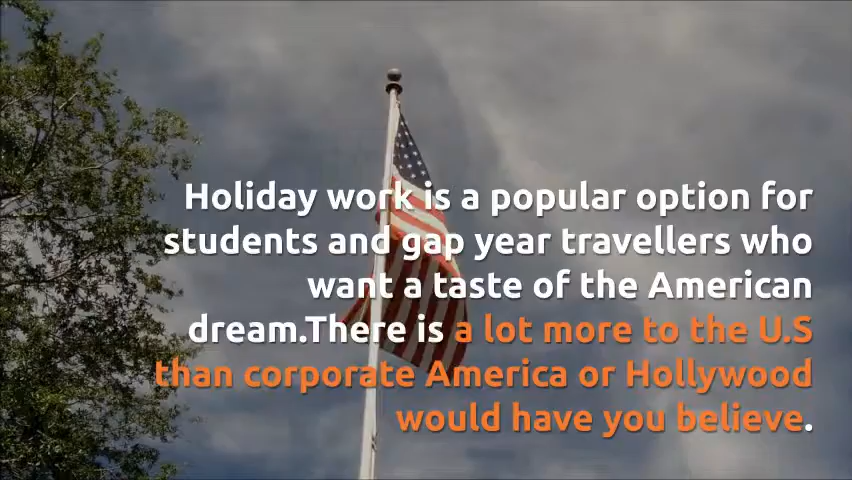 Holiday work is a popular option for
students and gap year travellers who
want a taste of the American
dream.There is a lot more to the U.S
than corporate America or Hollywood
would have you believe.